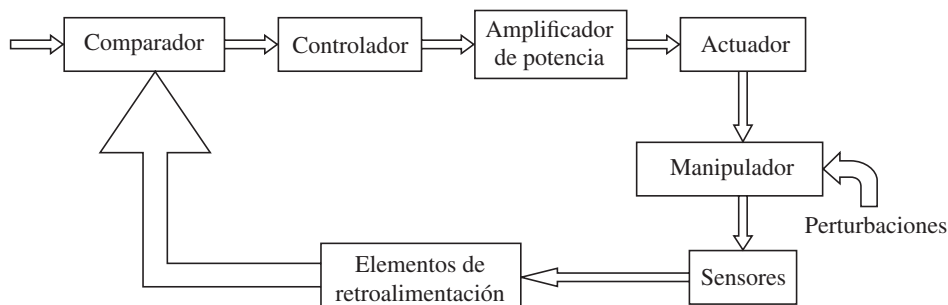 Comparador
Controlador
Amplificador
de potencia
Actuador
Manipulador
Perturbaciones
Sensores
Elementos de
retroalimentación